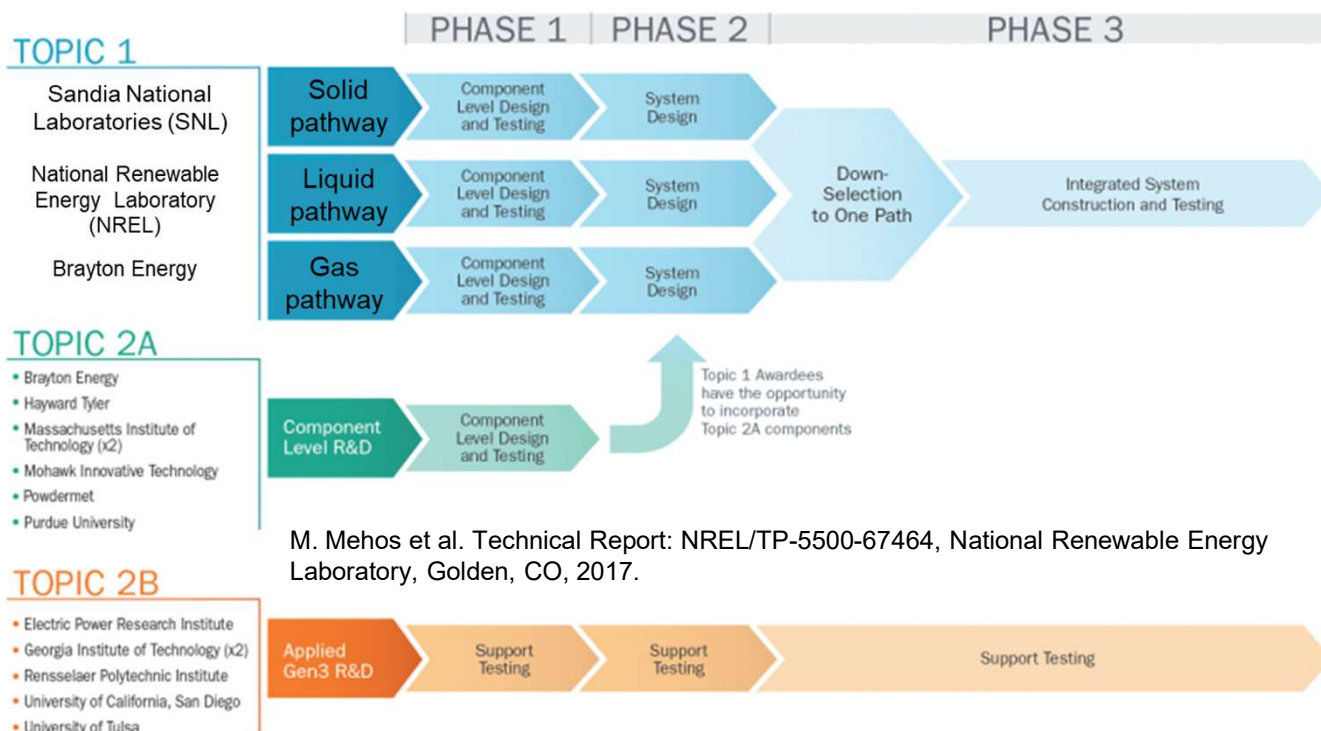 PHASE 1
PHASE 2
PHASE 3
TOPIC 1
Sandia National
Laboratories (SNL)
National Renewable
Energy Laboratory
(NREL)
Brayton Energy
Solid
pathway
Component
Level Design
and Testing
System
Design
Liquid
pathway
Component
Level Design
and Testing
System
Design
Gas
pathway
Component
Level Design
and Testing
System
Design
Down-
Selection
to One Path
Integrated System
Construction and Testing
TOPIC 2A
• Brayton Energy
• Hayward Tyler
• Massachusetts Institute of
Technology (x2)
• Mohawk Innovative Technology
• Powdermet
• Purdue University
Component
Level R&D
Component
Level Design
and Testing
Topic 1 Awardees
have the opportunity
to incorporate
Topic 2A components
M. Mehos et al. Technical Report: NREL/TP-5500-67464, National Renewable Energy
Laboratory, Golden, CO, 2017.
TOPIC 2B
• Electric Power Research Institute
• Georgia Institute of Technology (x2)
• Rensselaer Polytechnic Institute
• University of California, San Diego
• University of Tulsa
Applied
Gen3 R&D
Support
Testing
Support
Testing
Support Testing